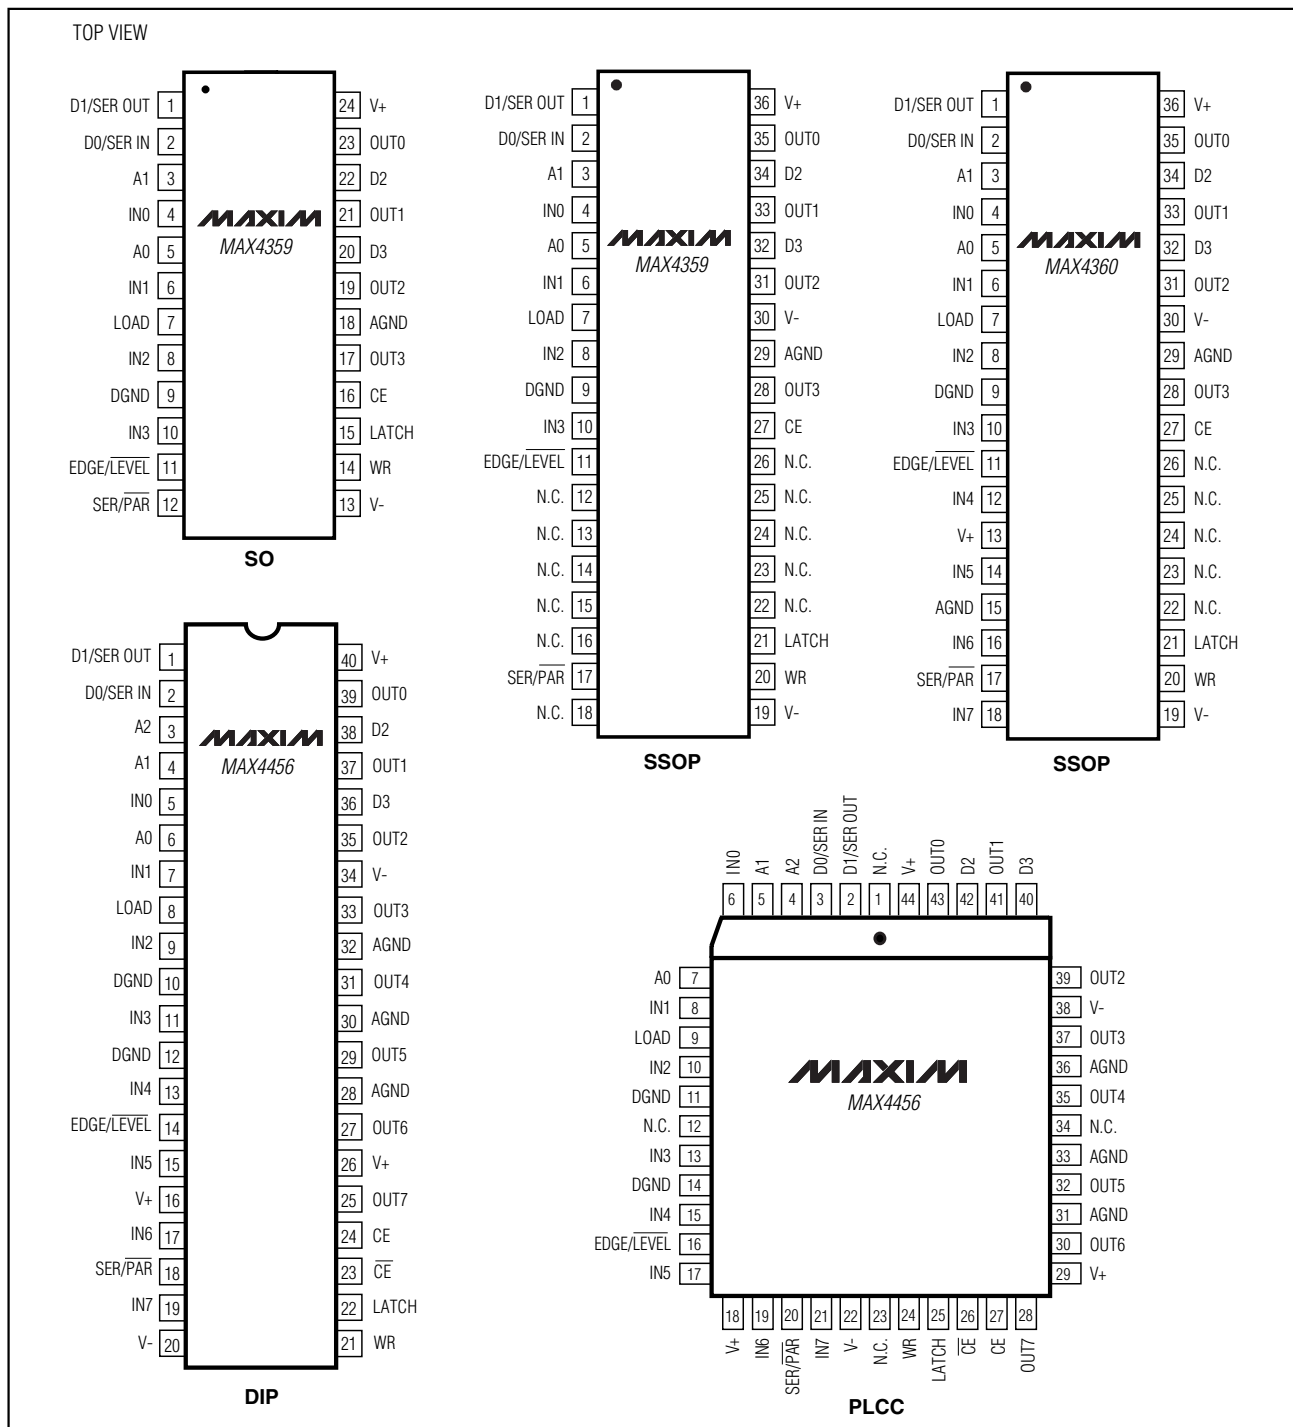 TOP VIEW
D1/SER OUT 1
D0/SER IN 2
A1 3
IN0 4
A0 5
IN1 6
LOAD 7
IN2 8
DGND 9
IN3 10
EDGE/L̅E̅V̅E̅L̅ 11
SER/P̅A̅R̅ 12
MAXIM
MAX4359
24 V+
23 OUT0
22 D2
21 OUT1
20 D3
19 OUT2
18 AGND
17 OUT3
16 CE
15 LATCH
14 WR
13 V-
SO
D1/SER OUT 1
D0/SER IN 2
A1 3
IN0 4
A0 5
IN1 6
LOAD 7
IN2 8
DGND 9
IN3 10
EDGE/L̅E̅V̅E̅L̅ 11
N.C. 12
N.C. 13
N.C. 14
N.C. 15
N.C. 16
SER/P̅A̅R̅ 17
N.C. 18
MAXIM
MAX4359
36 V+
35 OUT0
34 D2
33 OUT1
32 D3
31 OUT2
30 V-
29 AGND
28 OUT3
27 CE
26 N.C.
25 N.C.
24 N.C.
23 N.C.
22 N.C.
21 LATCH
20 WR
19 V-
SSOP
D1/SER OUT 1
D0/SER IN 2
A1 3
IN0 4
A0 5
IN1 6
LOAD 7
IN2 8
DGND 9
IN3 10
EDGE/L̅E̅V̅E̅L̅ 11
IN4 12
V+ 13
IN5 14
AGND 15
IN6 16
SER/P̅A̅R̅ 17
IN7 18
MAXIM
MAX4360
36 V+
35 OUT0
34 D2
33 OUT1
32 D3
31 OUT2
30 V-
29 AGND
28 OUT3
27 CE
26 N.C.
25 N.C.
24 N.C.
23 N.C.
22 N.C.
21 LATCH
20 WR
19 V-
SSOP
D1/SER OUT 1
D0/SER IN 2
A2 3
A1 4
IN0 5
A0 6
IN1 7
LOAD 8
IN2 9
DGND 10
IN3 11
DGND 12
IN4 13
EDGE/L̅E̅V̅E̅L̅ 14
IN5 15
V+ 16
IN6 17
SER/P̅A̅R̅ 18
IN7 19
V- 20
MAXIM
MAX4456
40 V+
39 OUT0
38 D2
37 OUT1
36 D3
35 OUT2
34 V-
33 OUT3
32 AGND
31 OUT4
30 AGND
29 OUT5
28 AGND
27 OUT6
26 V+
25 OUT7
24 CE
23 C̅E̅
22 LATCH
21 WR
DIP
IN0 A1 A2 D0/SER IN D1/SER OUT N.C. V+ OUT0 D2 OUT1 D3
6 5 4 3 2 1 44 43 42 41 40
A0 7
IN1 8
LOAD 9
IN2 10
DGND 11
N.C. 12
IN3 13
DGND 14
IN4 15
EDGE/L̅E̅V̅E̅L̅ 16
IN5 17
MAXIM
MAX4456
39 OUT2
38 V-
37 OUT3
36 AGND
35 OUT4
34 N.C.
33 AGND
32 OUT5
31 AGND
30 OUT6
29 V+
18 19 20 21 22 23 24 25 26 27 28
V+ IN6 SER/P̅A̅R̅ IN7 V- N.C. WR LATCH C̅E̅ CE OUT7
PLCC